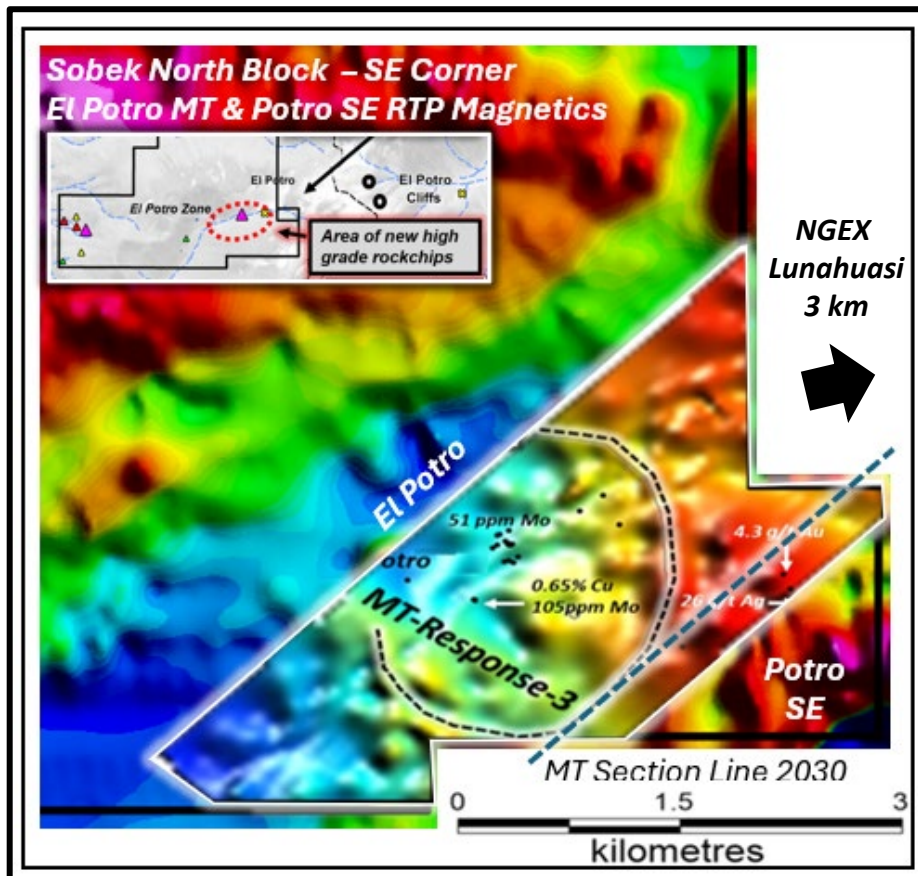 Sobek North Block – SE Corner
El Potro MT & Potro SE RTP Magnetics
El Potro
El Potro
Cliffs
El Potro Zone
Area of new high
grade rockchips
NGEX
Lunahuasi
3 km
El Potro
51 ppm Mo
4.3 g/t Au
otro
0.65% Cu
105ppm Mo
26 g/t Ag
MT-Response-3
Potro
SE
MT Section Line 2030
0 1.5 3
kilometres